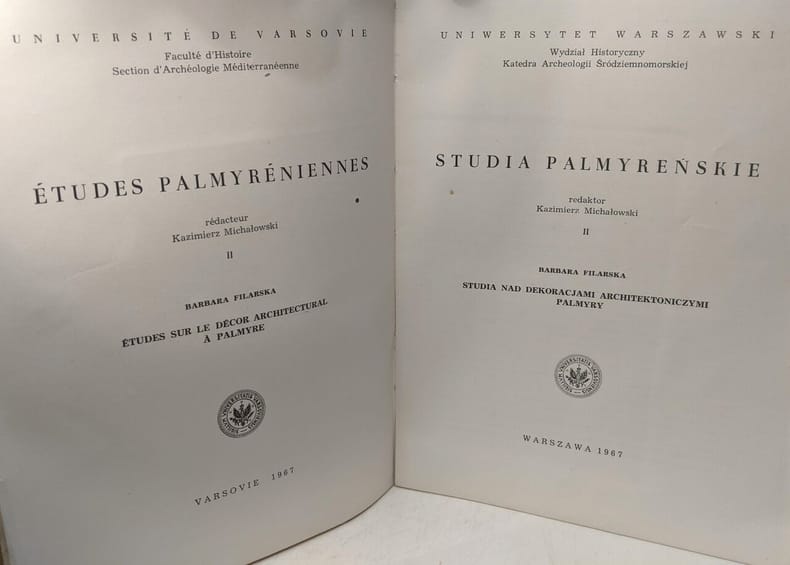 UNIVERSITÉ DE VARSOVIE
Faculté d'Histoire
Section d'Archéologie Méditerranéenne
ÉTUDES PALMYRÉNIENNES
rédacteur
Kazimierz Michałowski
II
BARBARA FILARSKA
ÉTUDES SUR LE DÉCOR ARCHITECTURAL
À PALMYRE
VARSOVIE 1967
UNIWERSYTET WARSZAWSKI
Wydział Historyczny
Katedra Archeologii Śródziemnomorskiej
STUDIA PALMYREŃSKIE
redaktor
Kazimierz Michałowski
II
BARBARA FILARSKA
STUDIA NAD DEKORACJAMI ARCHITEKTONICZYMI
PALMYRY
WARSZAWA 1967